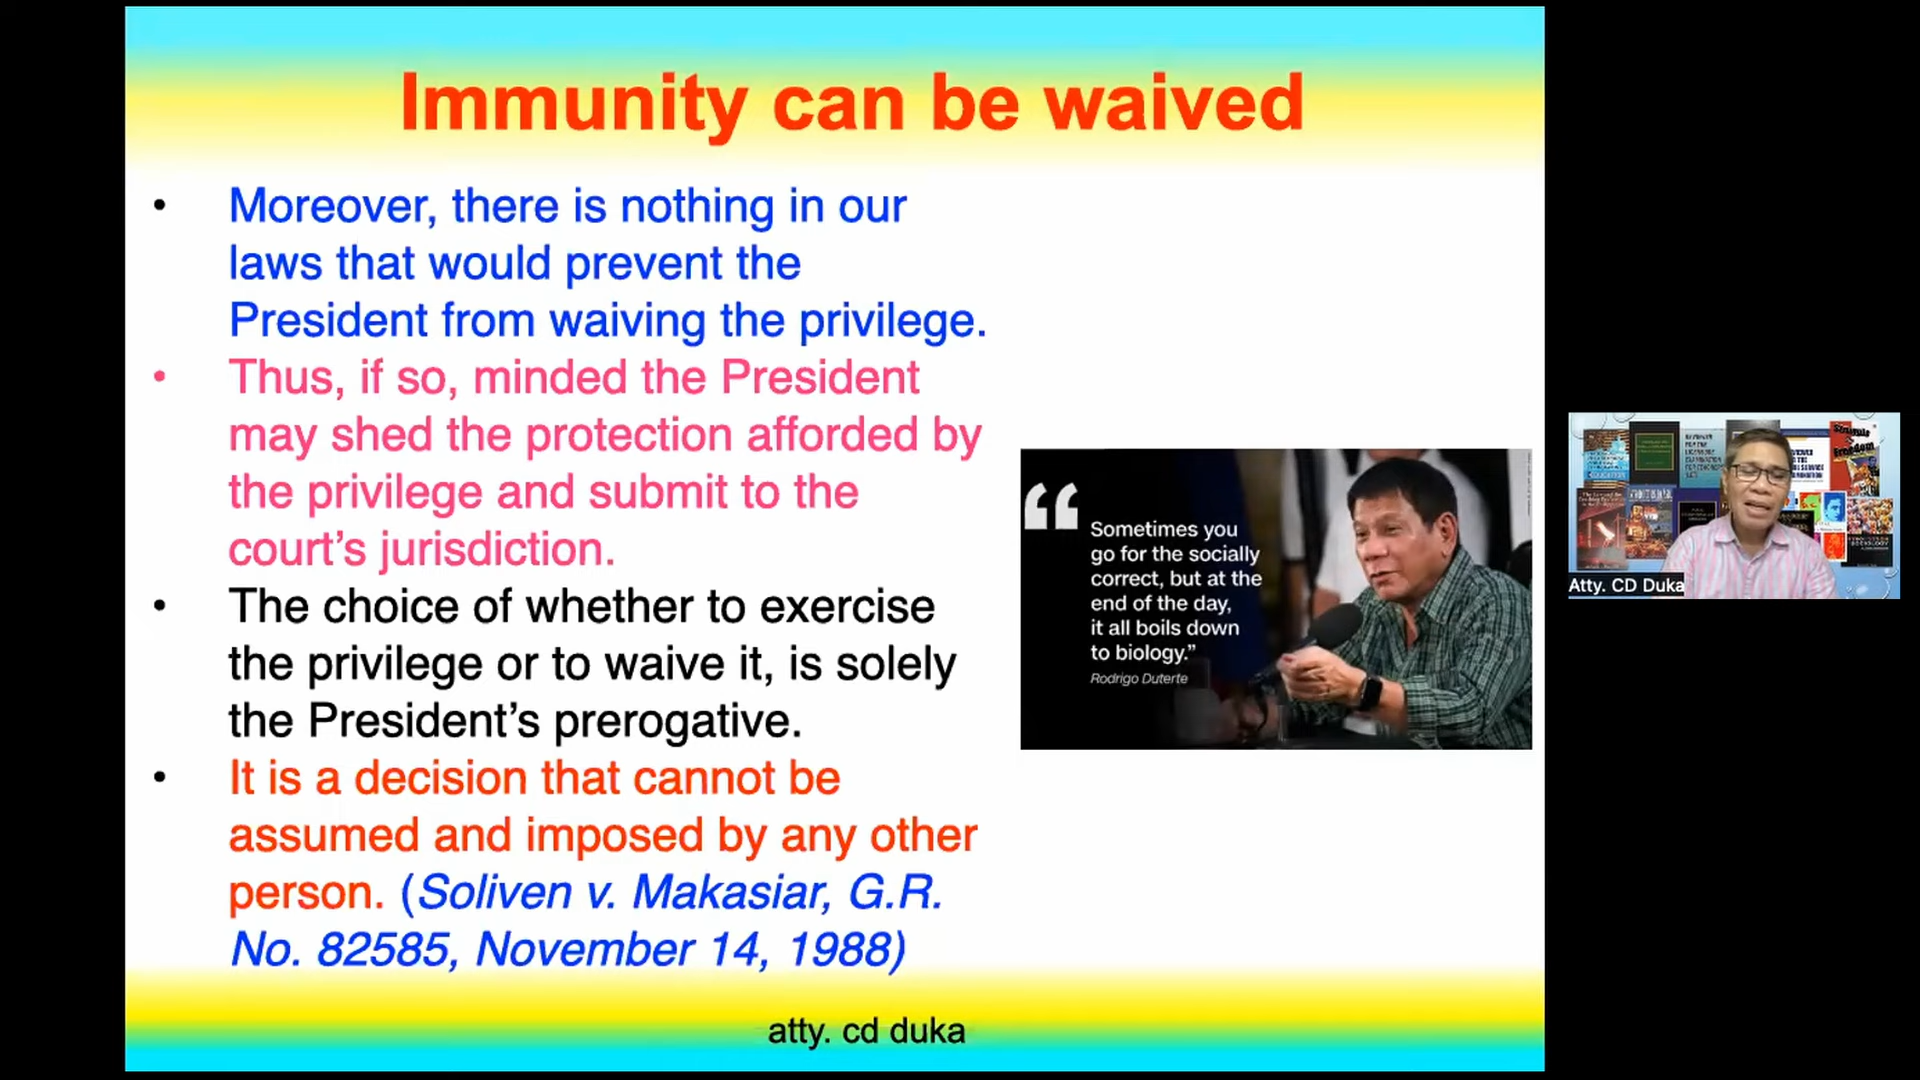 Immunity can be waived
• Moreover, there is nothing in our
laws that would prevent the
President from waiving the privilege.
• Thus, if so, minded the President
may shed the protection afforded by
the privilege and submit to the
court’s jurisdiction.
• The choice of whether to exercise
the privilege or to waive it, is solely
the President’s prerogative.
• It is a decision that cannot be
assumed and imposed by any other
person. (Soliven v. Makasiar, G.R.
No. 82585, November 14, 1988)
“
Sometimes you
go for the socially
correct, but at the
end of the day,
it all boils down
to biology.”
Rodrigo Duterte
atty. cd duka
Freedom
Atty. CD Duka